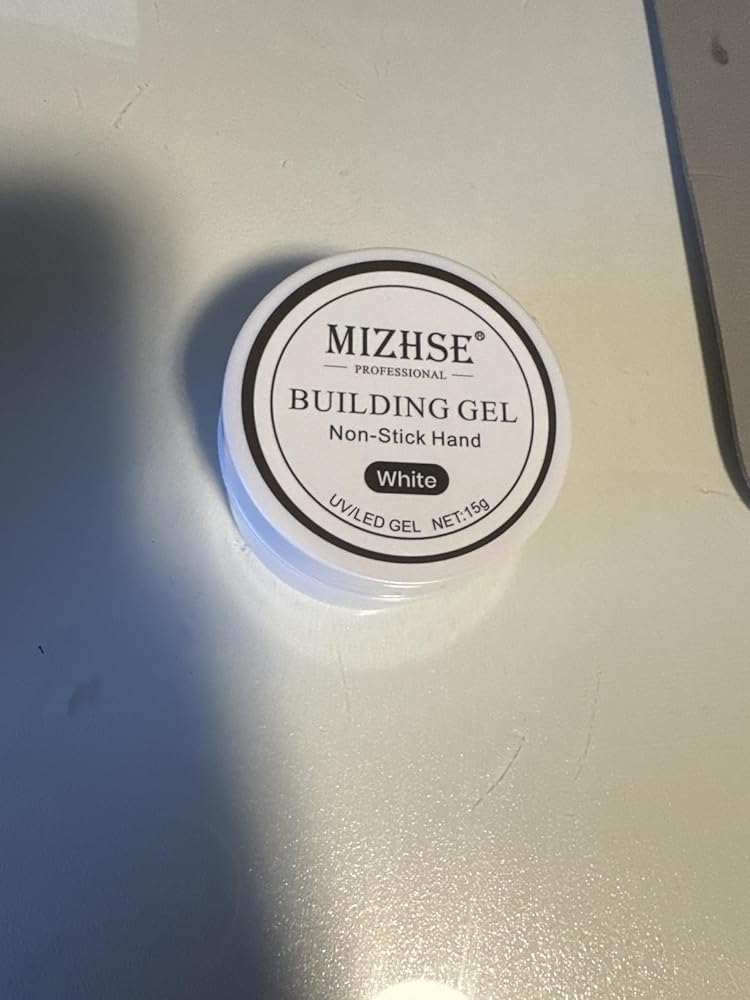 MIZHSE®
PROFESSIONAL
BUILDING GEL
Non-Stick Hand
White
UV/LED GEL NET:15g